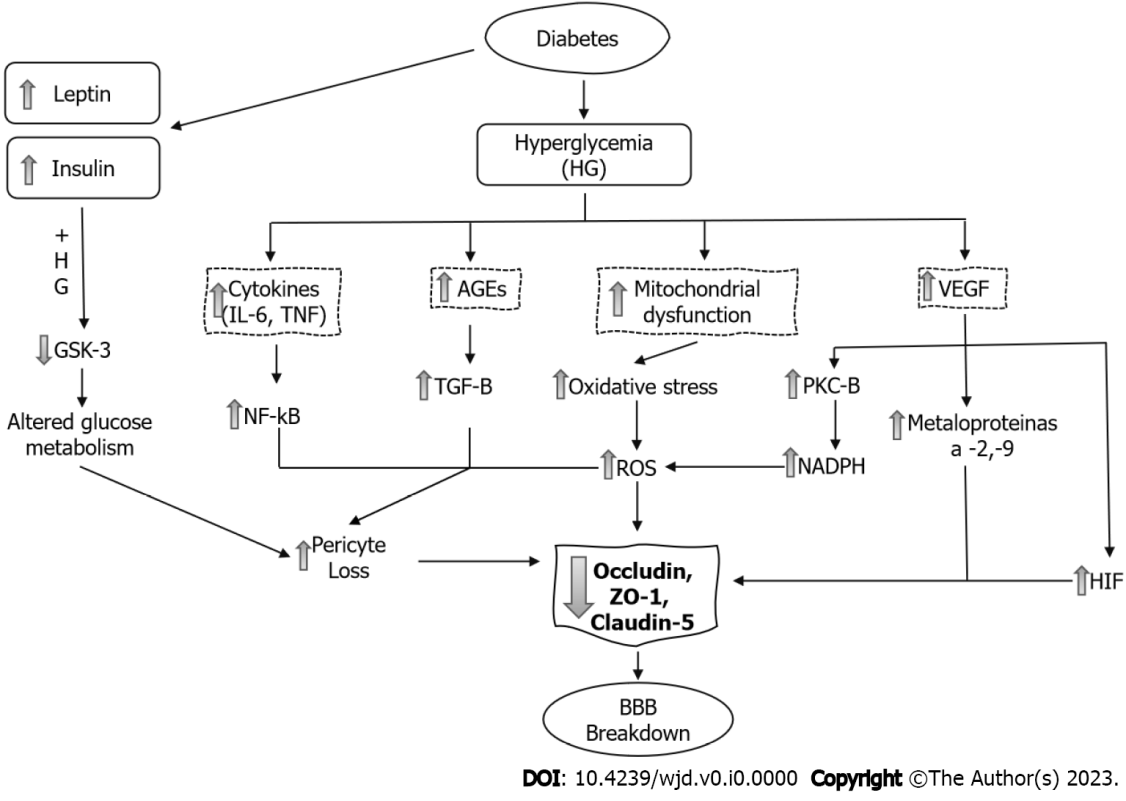 Diabetes
Leptin
Insulin
Hyperglycemia
(HG)
+
H
G
Cytokines
(IL-6, TNF)
AGEs
Mitochondrial
dysfunction
VEGF
GSK-3
TGF-B
Oxidative stress
PKC-B
Altered glucose
metabolism
NF-kB
Metaloproteinas
a -2,-9
ROS
NADPH
Pericyte
Loss
Occludin,
ZO-1,
Claudin-5
HIF
BBB
Breakdown
DOI: 10.4239/wjd.v0.i0.0000 Copyright ©The Author(s) 2023.